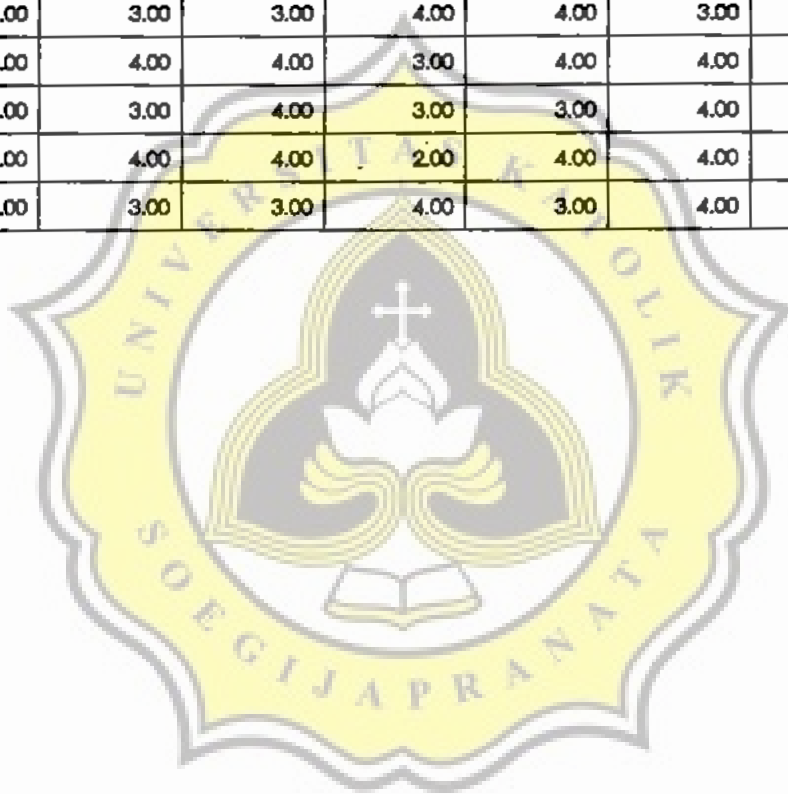 .00 3.00 3.00 4.00 4.00 3.00
.00 4.00 4.00 3.00 4.00 4.00
.00 3.00 4.00 3.00 3.00 4.00
.00 4.00 4.00 2.00 4.00 4.00
.00 3.00 3.00 4.00 3.00 4.00
UNIVERSITAS KATOLIK
SOEGIJAPRANATA